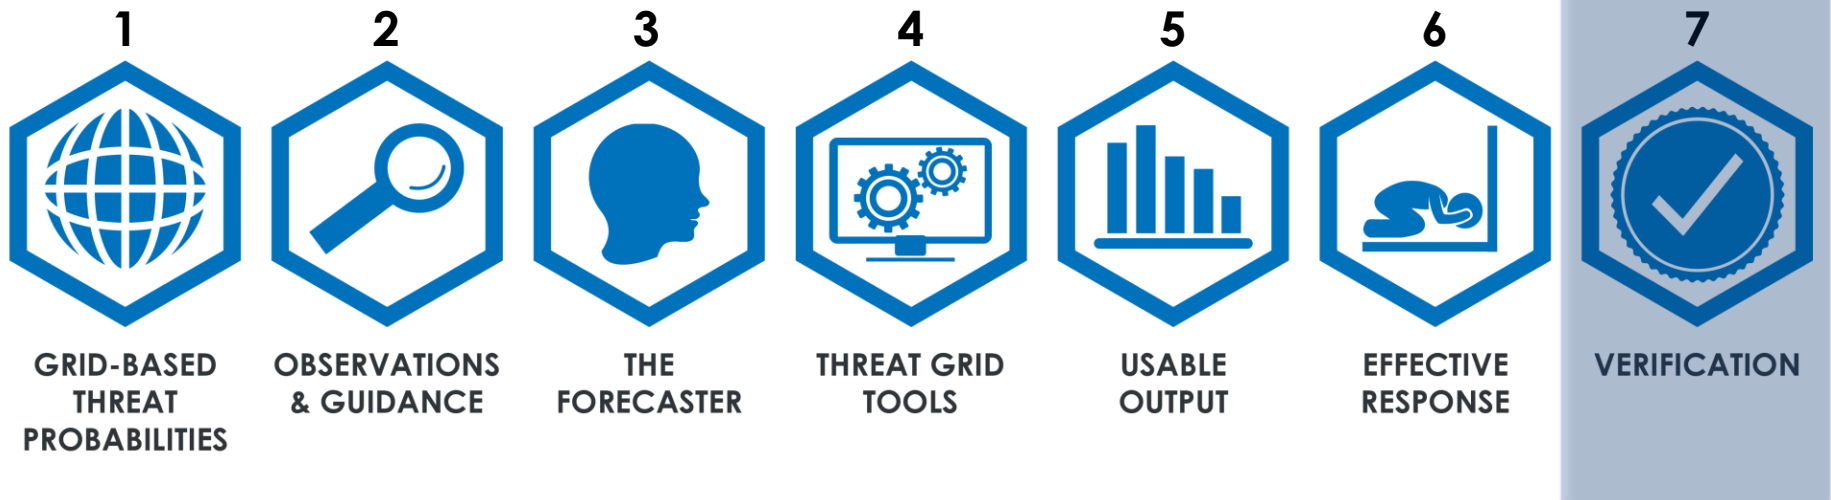 1
GRID-BASED
THREAT
PROBABILITIES
2
OBSERVATIONS
& GUIDANCE
3
THE
FORECASTER
4
THREAT GRID
TOOLS
5
USABLE
OUTPUT
6
EFFECTIVE
RESPONSE
7
VERIFICATION